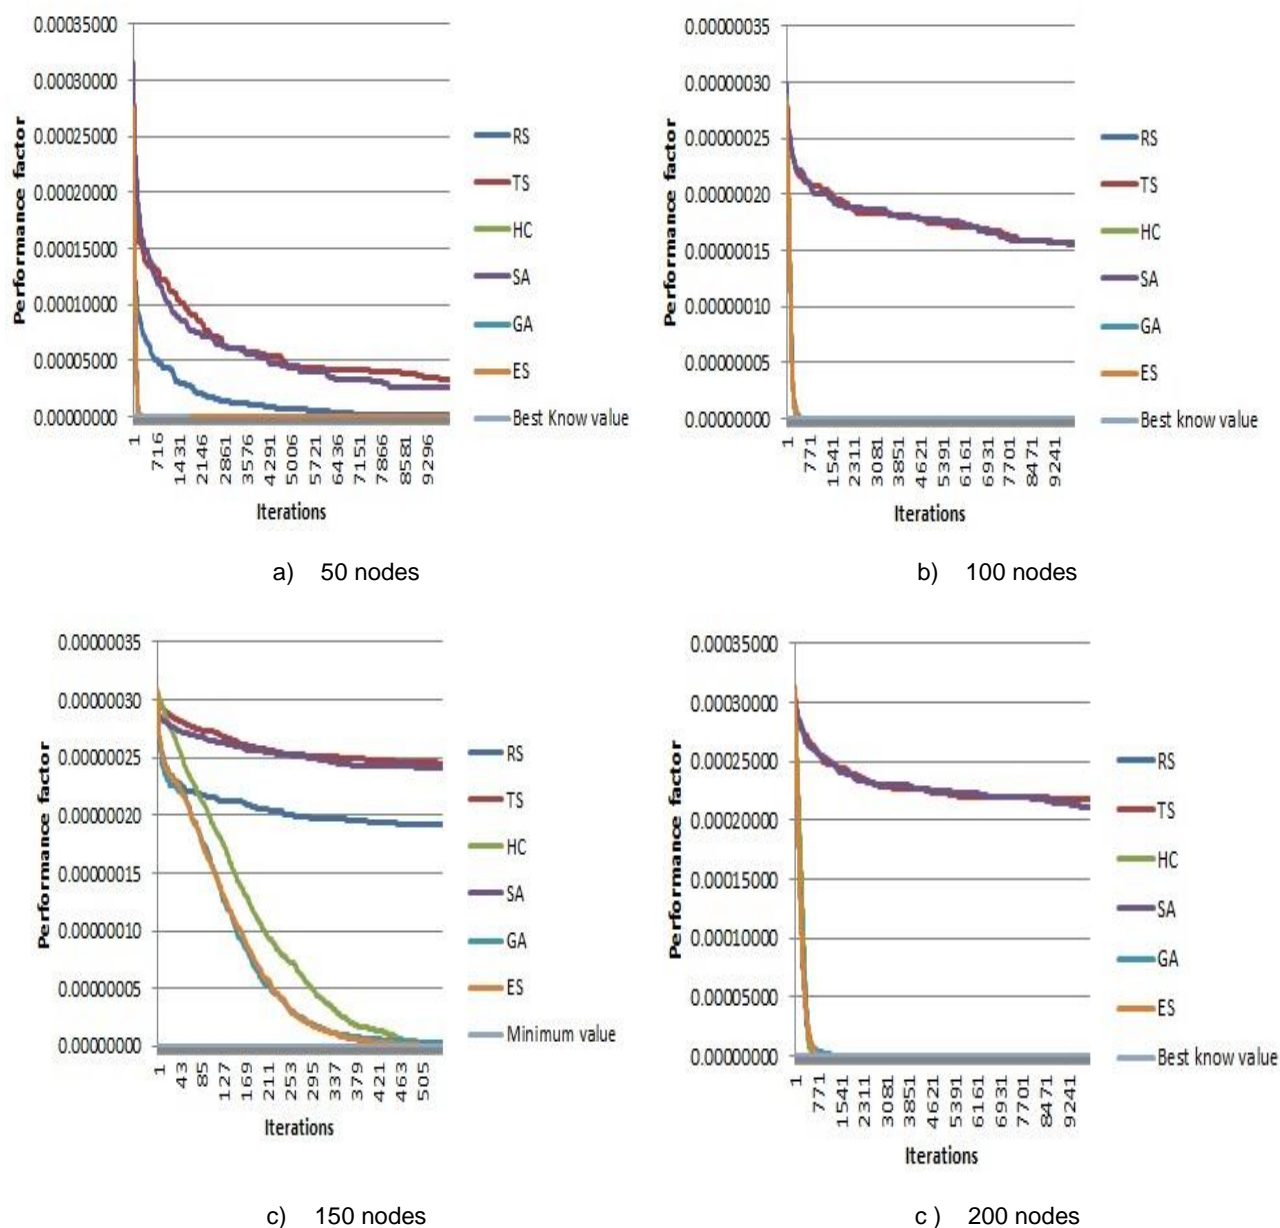 0.00035000
0.00030000
0.00025000
0.00020000
0.00015000
0.00010000
0.00005000
0.00000000
Performance factor
1
716
1431
2146
2861
3576
4291
5006
5721
6436
7151
7866
8581
9296
Iterations
RS
TS
HC
SA
GA
ES
Best Know value
a) 50 nodes
0.00000035
0.00000030
0.00000025
0.00000020
0.00000015
0.00000010
0.00000005
0.00000000
Performance factor
1
771
1541
2311
3081
3851
4621
5391
6161
6931
7701
8471
9241
Iterations
RS
TS
HC
SA
GA
ES
Best know value
b) 100 nodes
0.00000035
0.00000030
0.00000025
0.00000020
0.00000015
0.00000010
0.00000005
0.00000000
Performance factor
1
43
85
127
169
211
253
295
337
379
421
463
505
Iterations
RS
TS
HC
SA
GA
ES
Minimum value
c) 150 nodes
0.00035000
0.00030000
0.00025000
0.00020000
0.00015000
0.00010000
0.00005000
0.00000000
Performance factor
1
771
1541
2311
3081
3851
4621
5391
6161
6931
7701
8471
9241
Iterations
RS
TS
HC
SA
GA
ES
Best know value
c ) 200 nodes